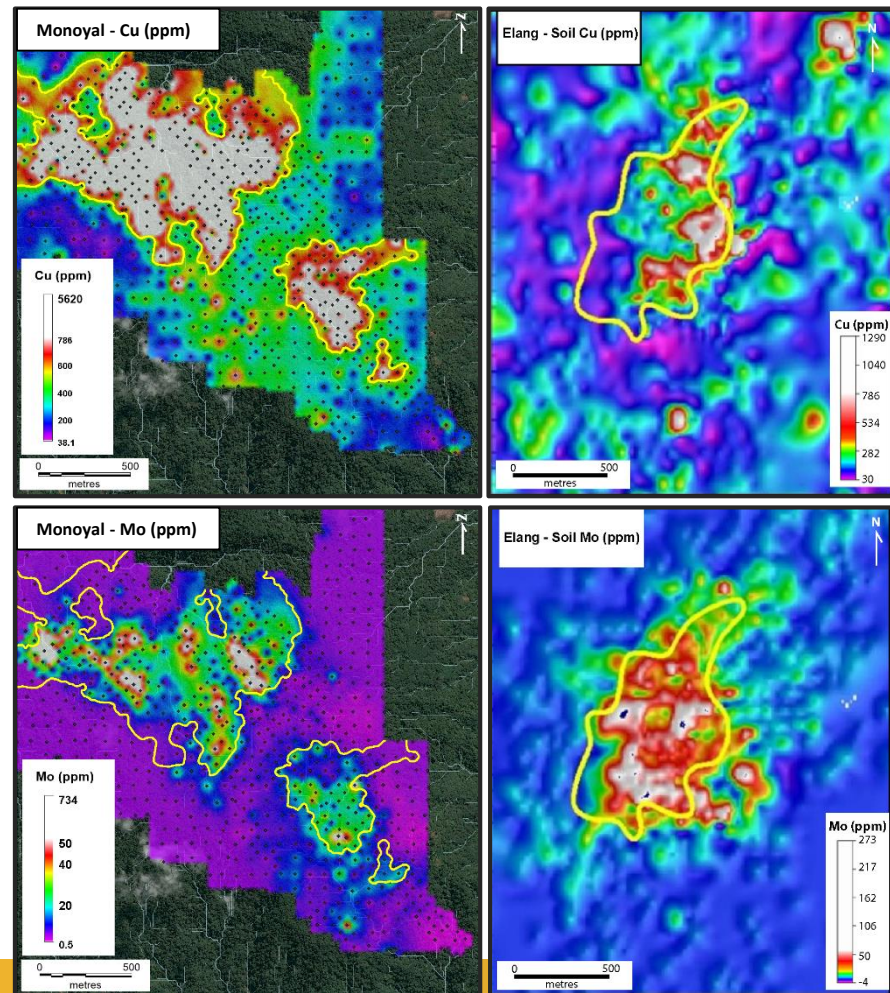 Monoyal - Cu (ppm)
Z
Cu (ppm)
5620
786
600
400
200
38.1
0 500
metres
Elang - Soil Cu (ppm)
N
Cu (ppm)
1290
1040
786
534
282
30
0 500
metres
Monoyal - Mo (ppm)
Z
Mo (ppm)
734
50
40
20
0.5
0 500
metres
Elang - Soil Mo (ppm)
N
Mo (ppm)
273
217
162
106
50
-4
0 500
metres